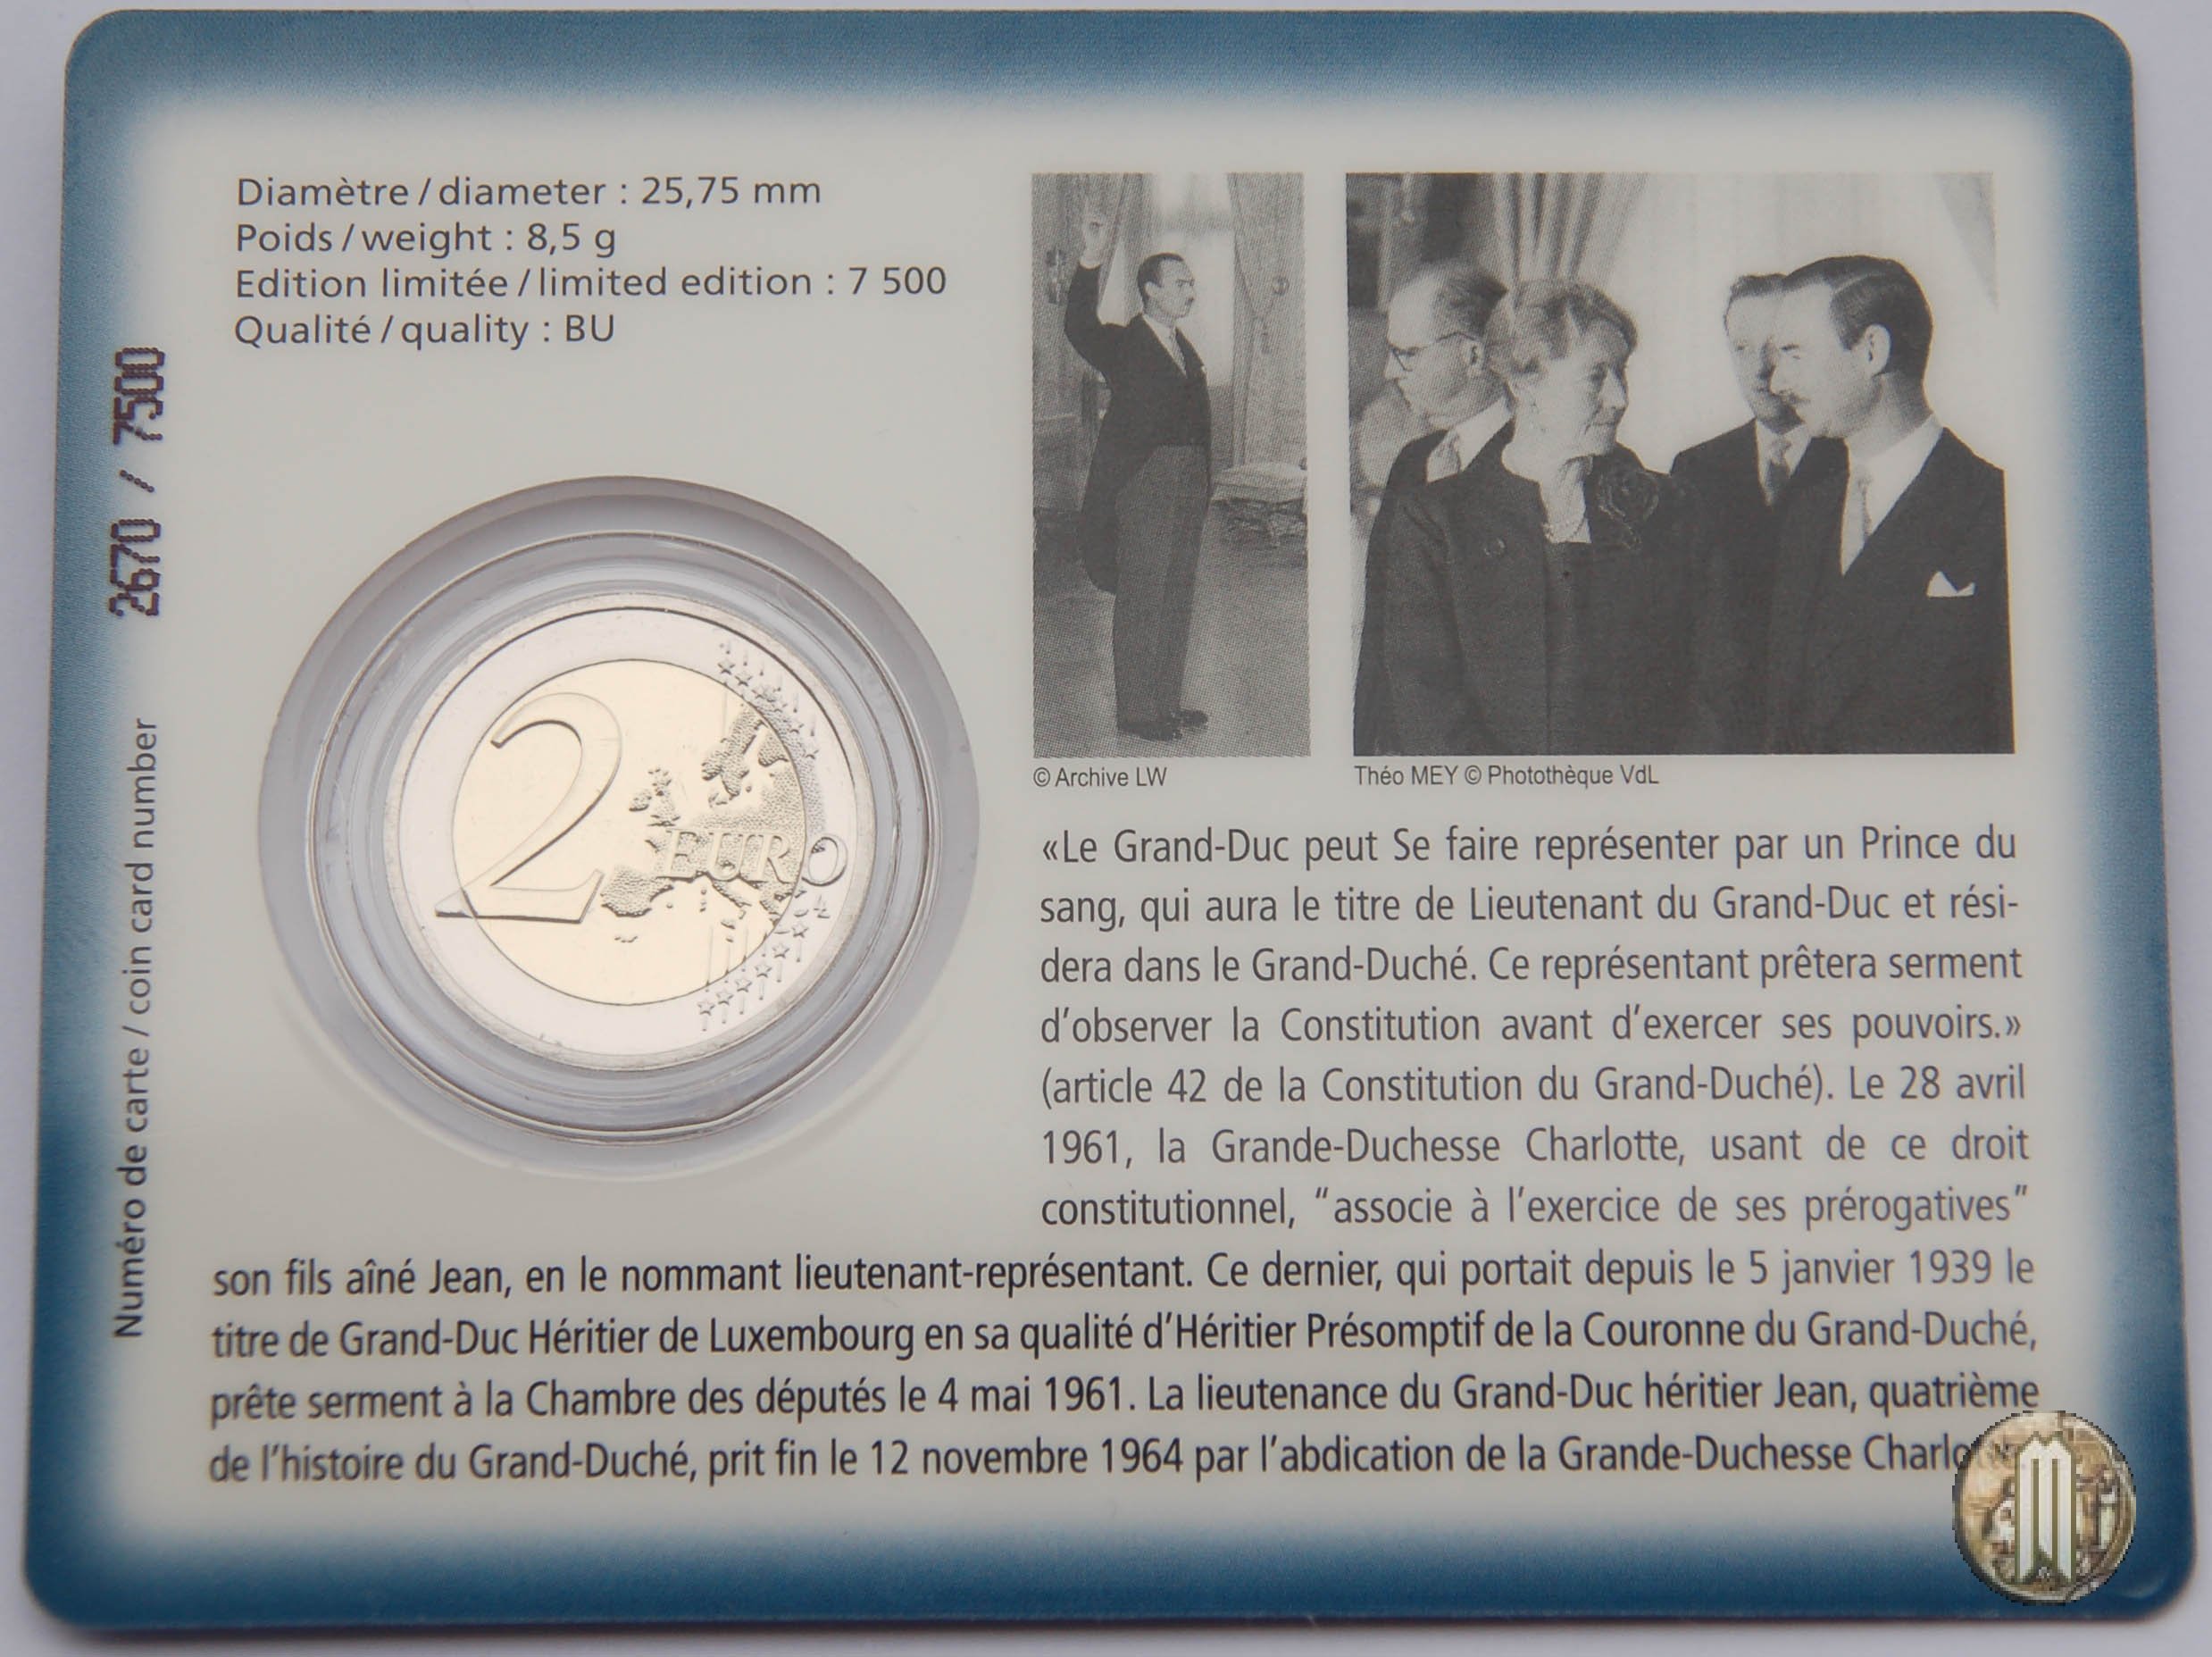 Diamètre / diameter : 25,75 mm
Poids / weight : 8,5 g
Edition limitée / limited edition : 7 500
Qualité / quality : BU
Numéro de carte / coin card number 2670 / 7500
2 EURO
© Archive LW
Théo MEY © Photothèque VdL
«Le Grand-Duc peut Se faire représenter par un Prince du
sang, qui aura le titre de Lieutenant du Grand-Duc et rési-
dera dans le Grand-Duché. Ce représentant prêtera serment
d'observer la Constitution avant d'exercer ses pouvoirs.»
(article 42 de la Constitution du Grand-Duché). Le 28 avril
1961, la Grande-Duchesse Charlotte, usant de ce droit
constitutionnel, "associe à l'exercice de ses prérogatives"
son fils aîné Jean, en le nommant lieutenant-représentant. Ce dernier, qui portait depuis le 5 janvier 1939 le
titre de Grand-Duc Héritier de Luxembourg en sa qualité d'Héritier Présomptif de la Couronne du Grand-Duché,
prête serment à la Chambre des députés le 4 mai 1961. La lieutenance du Grand-Duc héritier Jean, quatrième
de l'histoire du Grand-Duché, prit fin le 12 novembre 1964 par l'abdication de la Grande-Duchesse